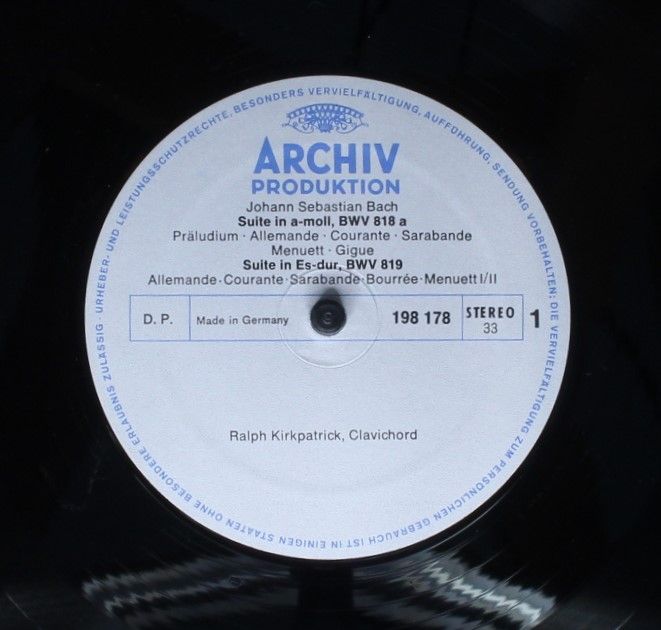 URHEBER- UND LEISTUNGSSCHUTZRECHTE, BESONDERS VERVIELFÄLTIGUNG, AUFFÜHRUNG, SENDUNG VORBEHALTEN; DIE VERVIELFÄLTIGUNG ZUM PERSÖNLICHEN GEBRAUCH IST IN EINIGEN STAATEN OHNE BESONDERE ERLAUBNIS ZULÄSSIG ·
ARCHIV
PRODUKTION
Johann Sebastian Bach
Suite in a-moll, BWV 818 a
Präludium · Allemande · Courante · Sarabande
Menuett · Gigue
Suite in Es-dur, BWV 819
Allemande · Courante · Sarabande · Bourrée · Menuett I/II
D. P. Made in Germany 198 178 STEREO 33 1
Ralph Kirkpatrick, Clavichord